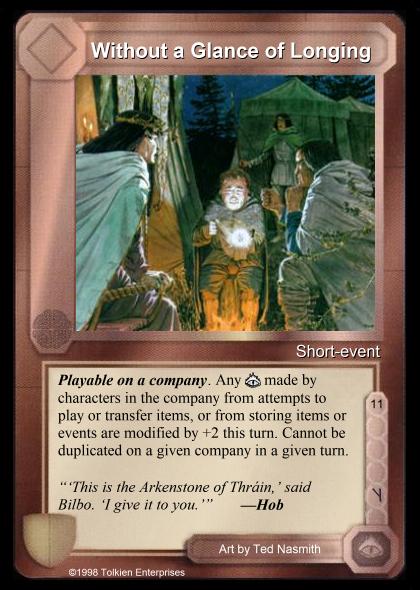 Without a Glance of Longing
Short-event
Playable on a company. Any made by
characters in the company from attempts to
play or transfer items, or from storing items or
events are modified by +2 this turn. Cannot be
duplicated on a given company in a given turn.
“‘This is the Arkenstone of Thráin,’ said
Bilbo. ‘I give it to you.’” —Hob
11
Art by Ted Nasmith
©1998 Tolkien Enterprises